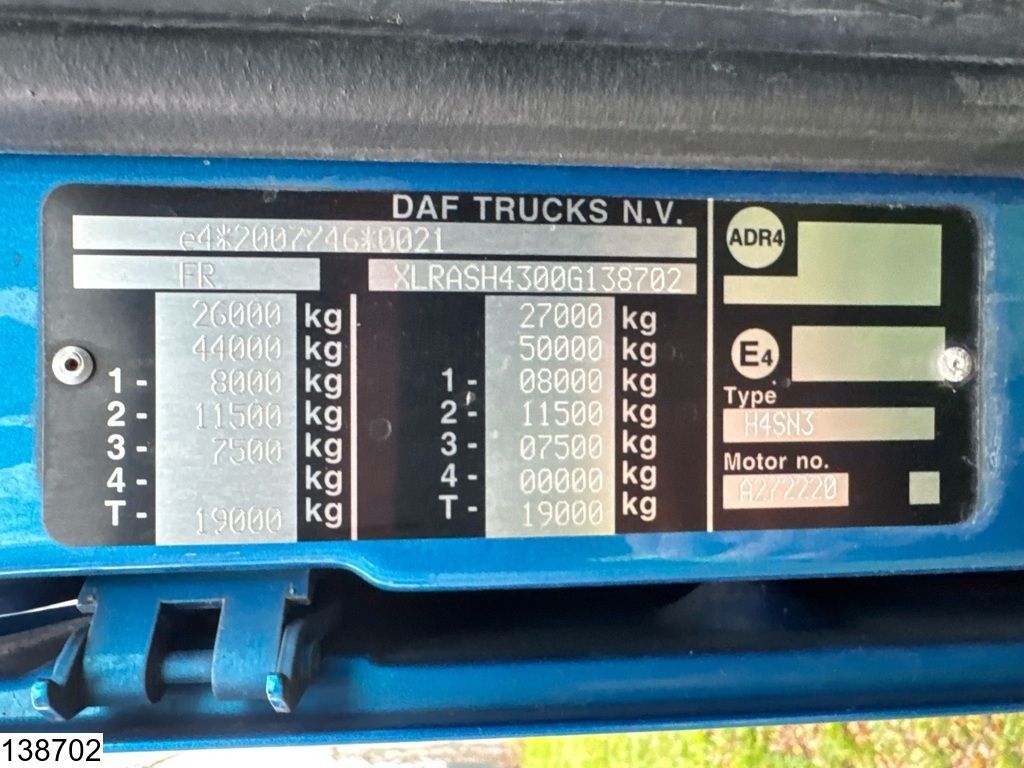 DAF TRUCKS N.V.
e4*2007/46*0021
FR XLRASH4300G138702
26000 kg 27000 kg
44000 kg 50000 kg
1 - 8000 kg 1 - 08000 kg
2 - 11500 kg 2 - 11500 kg
3 - 7500 kg 3 - 07500 kg
4 - kg 4 - 00000 kg
T - 19000 kg T - 19000 kg
ADR4
E4
Type
H4SN3
Motor no.
A272220
138702